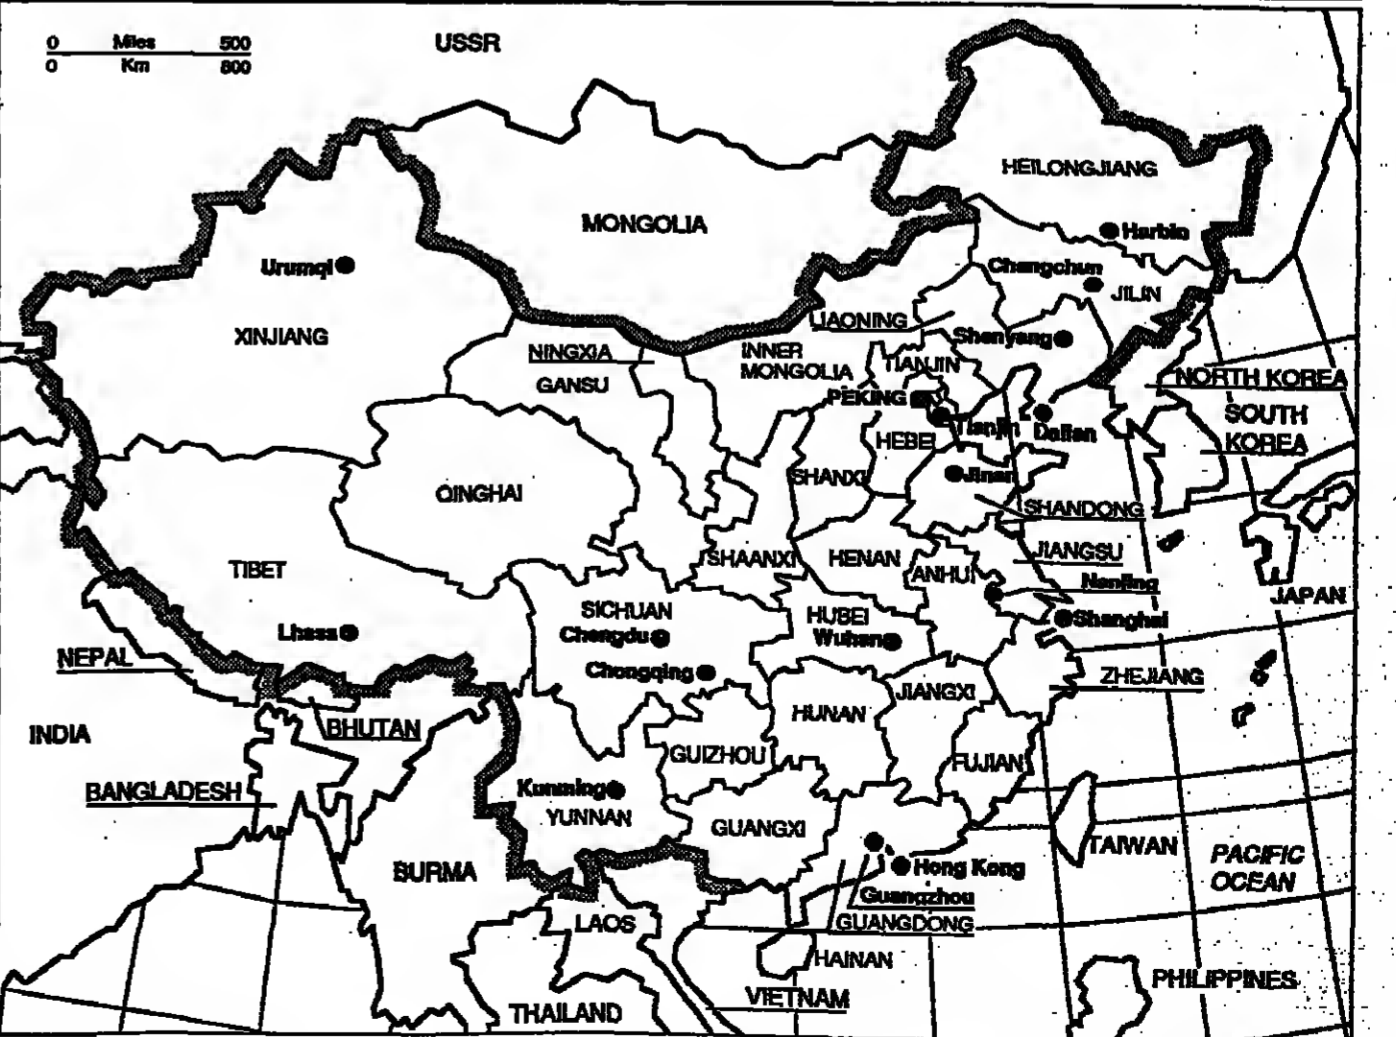 0 Miles 500
0 Km 800
USSR
HEILONGJIANG
MONGOLIA
Harbin
Urumqi
Changchun
JILIN
XINJIANG
LIAONING
Shenyang
NINGXIA
INNER
MONGOLIA
TIANJIN
GANSU
NORTH KOREA
PEKING
SOUTH
KOREA
Tianjin
Dalian
HEBEI
SHANXI
Jinan
QINGHAI
SHANDONG
JIANGSU
SHAANXI
HENAN
ANHUI
TIBET
Nanjing
JAPAN
SICHUAN
HUBEI
Shanghai
Lhasa
Chengdu
Wuhan
NEPAL
Chongqing
ZHEJIANG
JIANGXI
HUNAN
INDIA
BHUTAN
GUIZHOU
FUJIAN
BANGLADESH
Kunming
YUNNAN
GUANGXI
TAIWAN
PACIFIC
OCEAN
BURMA
Hong Kong
Guangzhou
LAOS
GUANGDONG
HAINAN
PHILIPPINES
VIETNAM
THAILAND